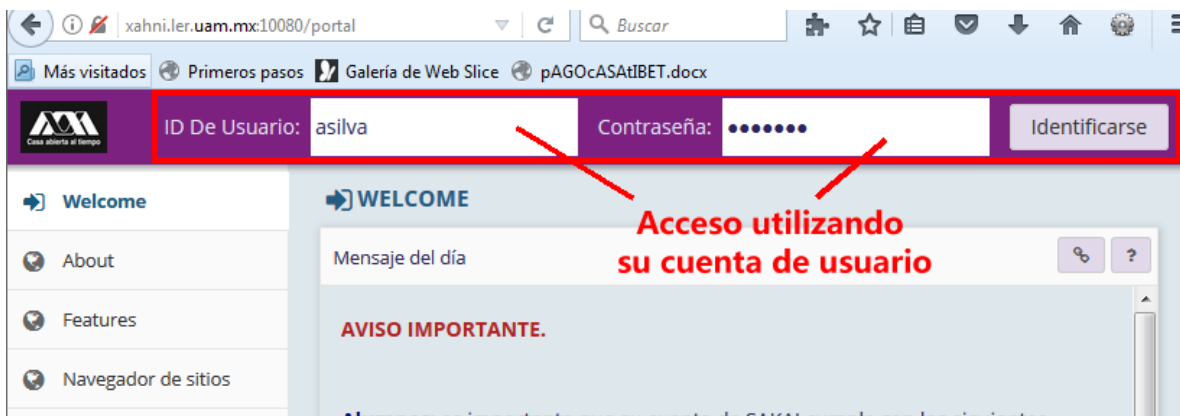 xahni.ler.uam.mx:10080/portal
Buscar
Más visitados Primeros pasos Galería de Web Slice pAGOcASAtIBET.docx
Casa abierta al tiempo
ID De Usuario: asilva Contraseña: ••••••• Identificarse
Welcome
WELCOME
Acceso utilizando
su cuenta de usuario
About
Mensaje del día
?
Features
AVISO IMPORTANTE.
Navegador de sitios